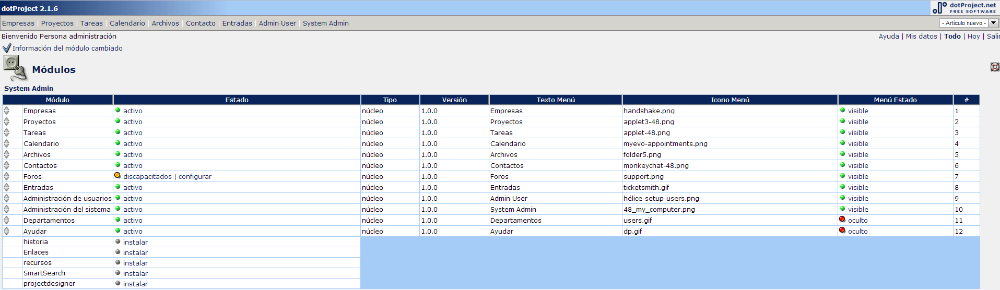 dotProject 2.1.6
dotProject.net
FREE SOFTWARE
Empresas | Proyectos | Tareas | Calendario | Archivos | Contacto | Entradas | Admin User | System Admin
- Artículo nuevo -
Bienvenido Persona administración
Ayuda | Mis datos | Todo | Hoy | Salir
Información del módulo cambiado
Módulos
System Admin
Módulo Estado Tipo Versión Texto Menú Icono Menú Menú Estado #
Empresas activo núcleo 1.0.0 Empresas handshake.png visible 1
Proyectos activo núcleo 1.0.0 Proyectos applet3-48.png visible 2
Tareas activo núcleo 1.0.0 Tareas applet-48.png visible 3
Calendario activo núcleo 1.0.0 Calendario myevo-appointments.png visible 4
Archivos activo núcleo 1.0.0 Archivos folder5.png visible 5
Contactos activo núcleo 1.0.0 Contactos monkeychat-48.png visible 6
Foros discapacitados | configurar núcleo 1.0.0 Foros support.png visible 7
Entradas activo núcleo 1.0.0 Entradas ticketsmith.gif visible 8
Administración de usuarios activo núcleo 1.0.0 Admin User hélice-setup-users.png visible 9
Administración del sistema activo núcleo 1.0.0 System Admin 48_my_computer.png visible 10
Departamentos activo núcleo 1.0.0 Departamentos users.gif oculto 11
Ayudar activo núcleo 1.0.0 Ayudar dp.gif oculto 12
historia instalar
Enlaces instalar
recursos instalar
SmartSearch instalar
projectdesigner instalar